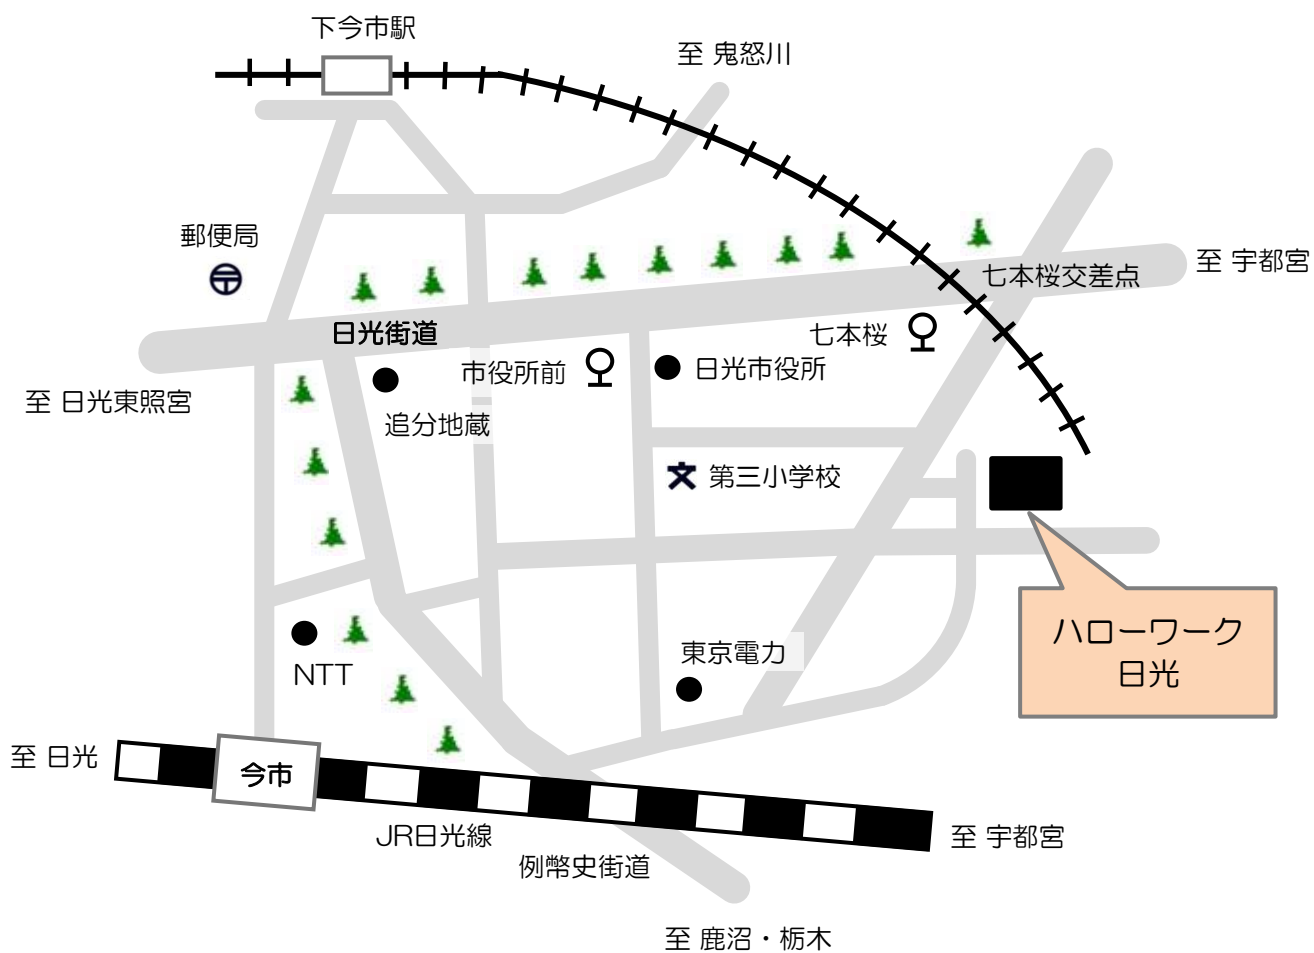 下今市駅
至 鬼怒川
郵便局
至 宇都宮
七本桜交差点
日光街道
七本桜
市役所前
日光市役所
至 日光東照宮
追分地蔵
第三小学校
ハローワーク
日光
東京電力
NTT
至 日光
今市
JR日光線
至 宇都宮
例幣史街道
至 鹿沼・栃木